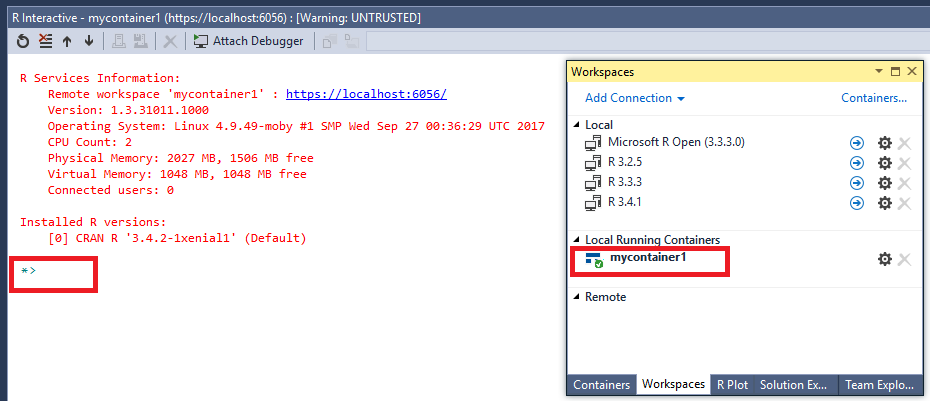 R Interactive - mycontainer1 (https://localhost:6056) : [Warning: UNTRUSTED]
Attach Debugger
R Services Information:
Remote workspace 'mycontainer1' : https://localhost:6056/
Version: 1.3.31011.1000
Operating System: Linux 4.9.49-moby #1 SMP Wed Sep 27 00:36:29 UTC 2017
CPU Count: 2
Physical Memory: 2027 MB, 1506 MB free
Virtual Memory: 1048 MB, 1048 MB free
Connected users: 0
Installed R versions:
[0] CRAN R '3.4.2-1xenial1' (Default)
*>
Workspaces
Add Connection Containers...
Local
Microsoft R Open (3.3.3.0)
R 3.2.5
R 3.3.3
R 3.4.1
Local Running Containers
mycontainer1
Remote
Containers Workspaces R Plot Solution Ex... Team Explo...